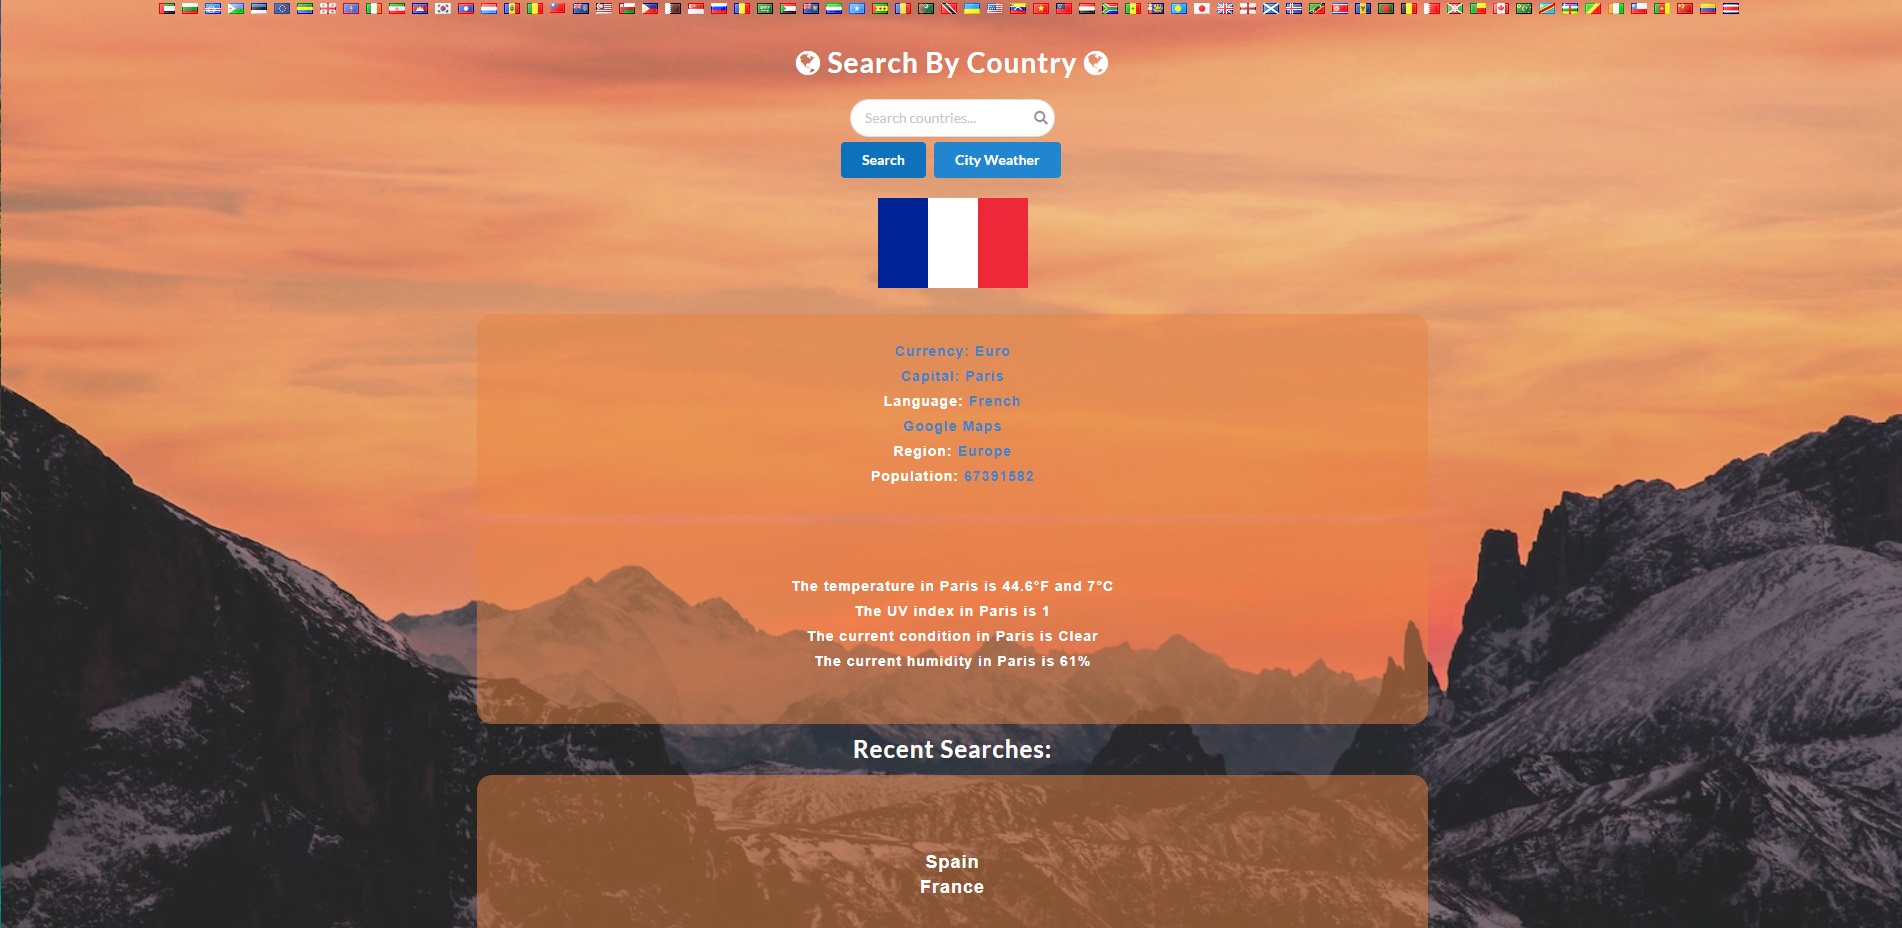 Search By Country
Search countries...
Search
City Weather
Currency: Euro
Capital: Paris
Language: French
Google Maps
Region: Europe
Population: 67391582
The temperature in Paris is 44.6°F and 7°C
The UV index in Paris is 1
The current condition in Paris is Clear
The current humidity in Paris is 61%
Recent Searches:
Spain
France